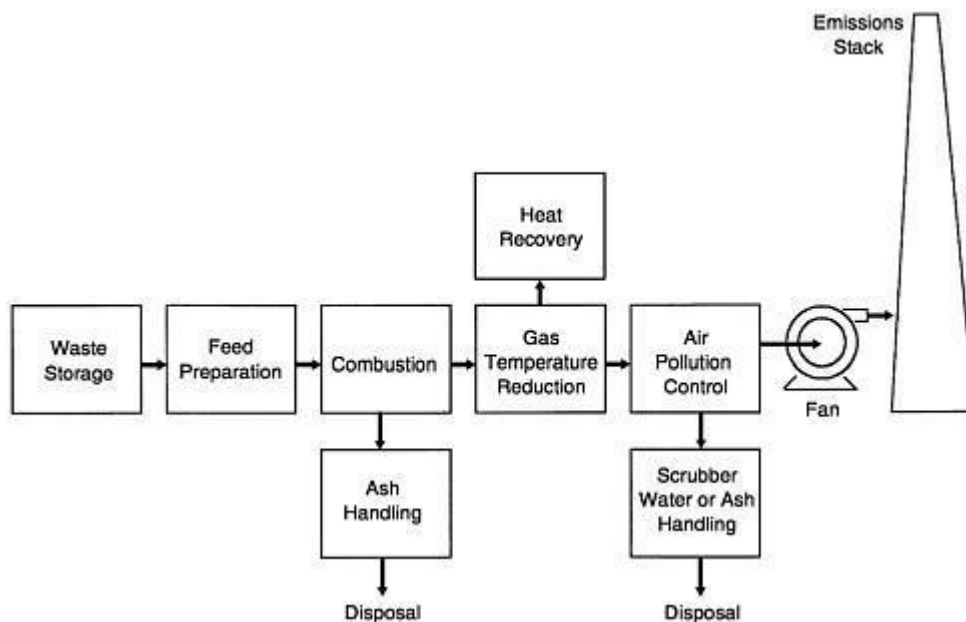 Emissions
Stack
Heat
Recovery
Waste
Storage
Feed
Preparation
Combustion
Gas
Temperature
Reduction
Air
Pollution
Control
Fan
Ash
Handling
Scrubber
Water or Ash
Handling
Disposal
Disposal